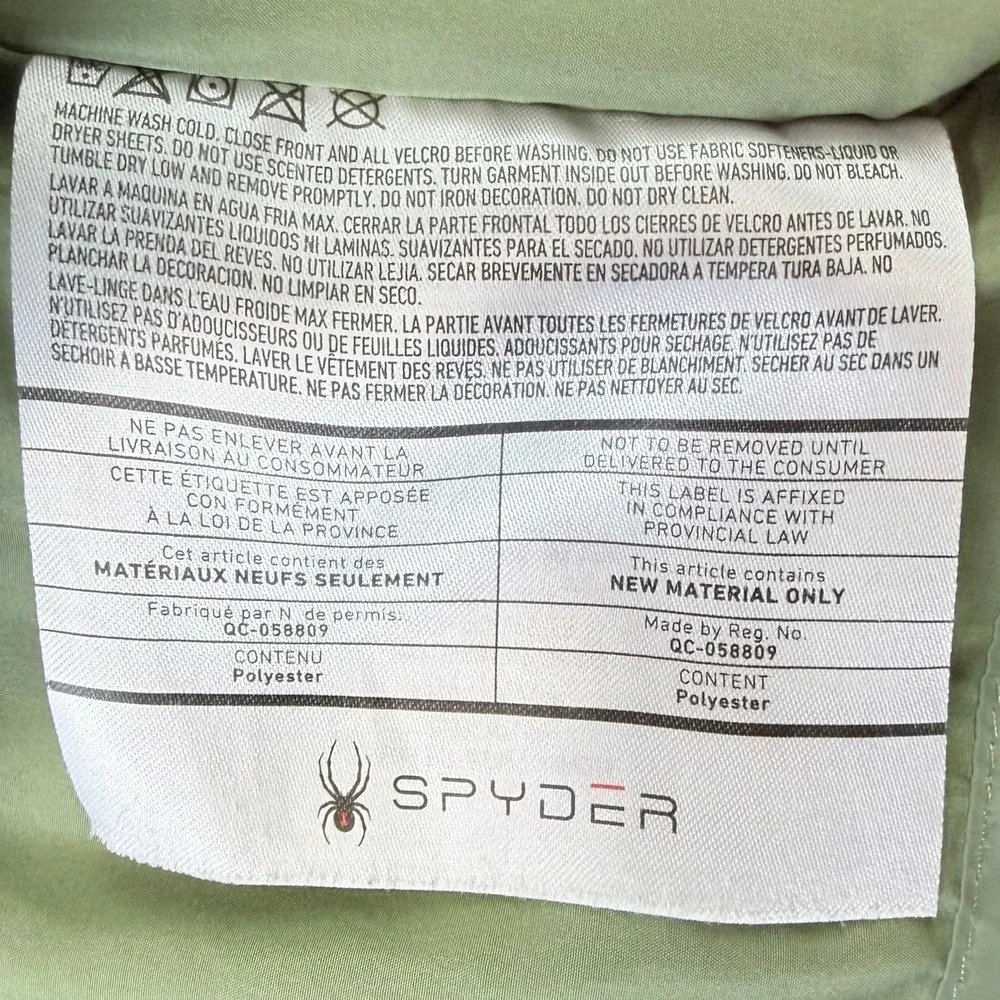 MACHINE WASH COLD. CLOSE FRONT AND ALL VELCRO BEFORE WASHING. DO NOT USE FABRIC SOFTENERS-LIQUID OR
DRYER SHEETS. DO NOT USE SCENTED DETERGENTS. TURN GARMENT INSIDE OUT BEFORE WASHING. DO NOT BLEACH.
TUMBLE DRY LOW AND REMOVE PROMPTLY. DO NOT IRON DECORATION. DO NOT DRY CLEAN.
LAVAR A MAQUINA EN AGUA FRIA MAX. CERRAR LA PARTE FRONTAL TODO LOS CIERRES DE VELCRO ANTES DE LAVAR. NO
UTILIZAR SUAVIZANTES LIQUIDOS NI LAMINAS. SUAVIZANTES PARA EL SECADO. NO UTILIZAR DETERGENTES PERFUMADOS.
LAVAR LA PRENDA DEL REVES. NO UTILIZAR LEJIA. SECAR BREVEMENTE EN SECADORA A TEMPERA TURA BAJA. NO
PLANCHAR LA DECORACION. NO LIMPIAR EN SECO.
LAVE-LINGE DANS L'EAU FROIDE MAX FERMER. LA PARTIE AVANT TOUTES LES FERMETURES DE VELCRO AVANT DE LAVER.
N'UTILISEZ PAS D'ADOUCISSEURS OU DE FEUILLES LIQUIDES. ADOUCISSANTS POUR SECHAGE. N'UTILISEZ PAS DE
DETERGENTS PARFUMÉS. LAVER LE VÊTEMENT DES REVES. NE PAS UTILISER DE BLANCHIMENT. SECHER AU SEC DANS UN
SECHOIR A BASSE TEMPERATURE. NE PAS FERMER LA DÉCORATION. NE PAS NETTOYER AU SEC.
NE PAS ENLEVER AVANT LA
LIVRAISON AU CONSOMMATEUR
CETTE ÉTIQUETTE EST APPOSÉE
CON FORMÉMENT
À LA LOI DE LA PROVINCE
Cet article contient des
MATÉRIAUX NEUFS SEULEMENT
Fabriqué par N. de permis:
QC-058809
CONTENU
Polyester
NOT TO BE REMOVED UNTIL
DELIVERED TO THE CONSUMER
THIS LABEL IS AFFIXED
IN COMPLIANCE WITH
PROVINCIAL LAW
This article contains
NEW MATERIAL ONLY
Made by Reg. No.
QC-058809
CONTENT
Polyester
SPYDER